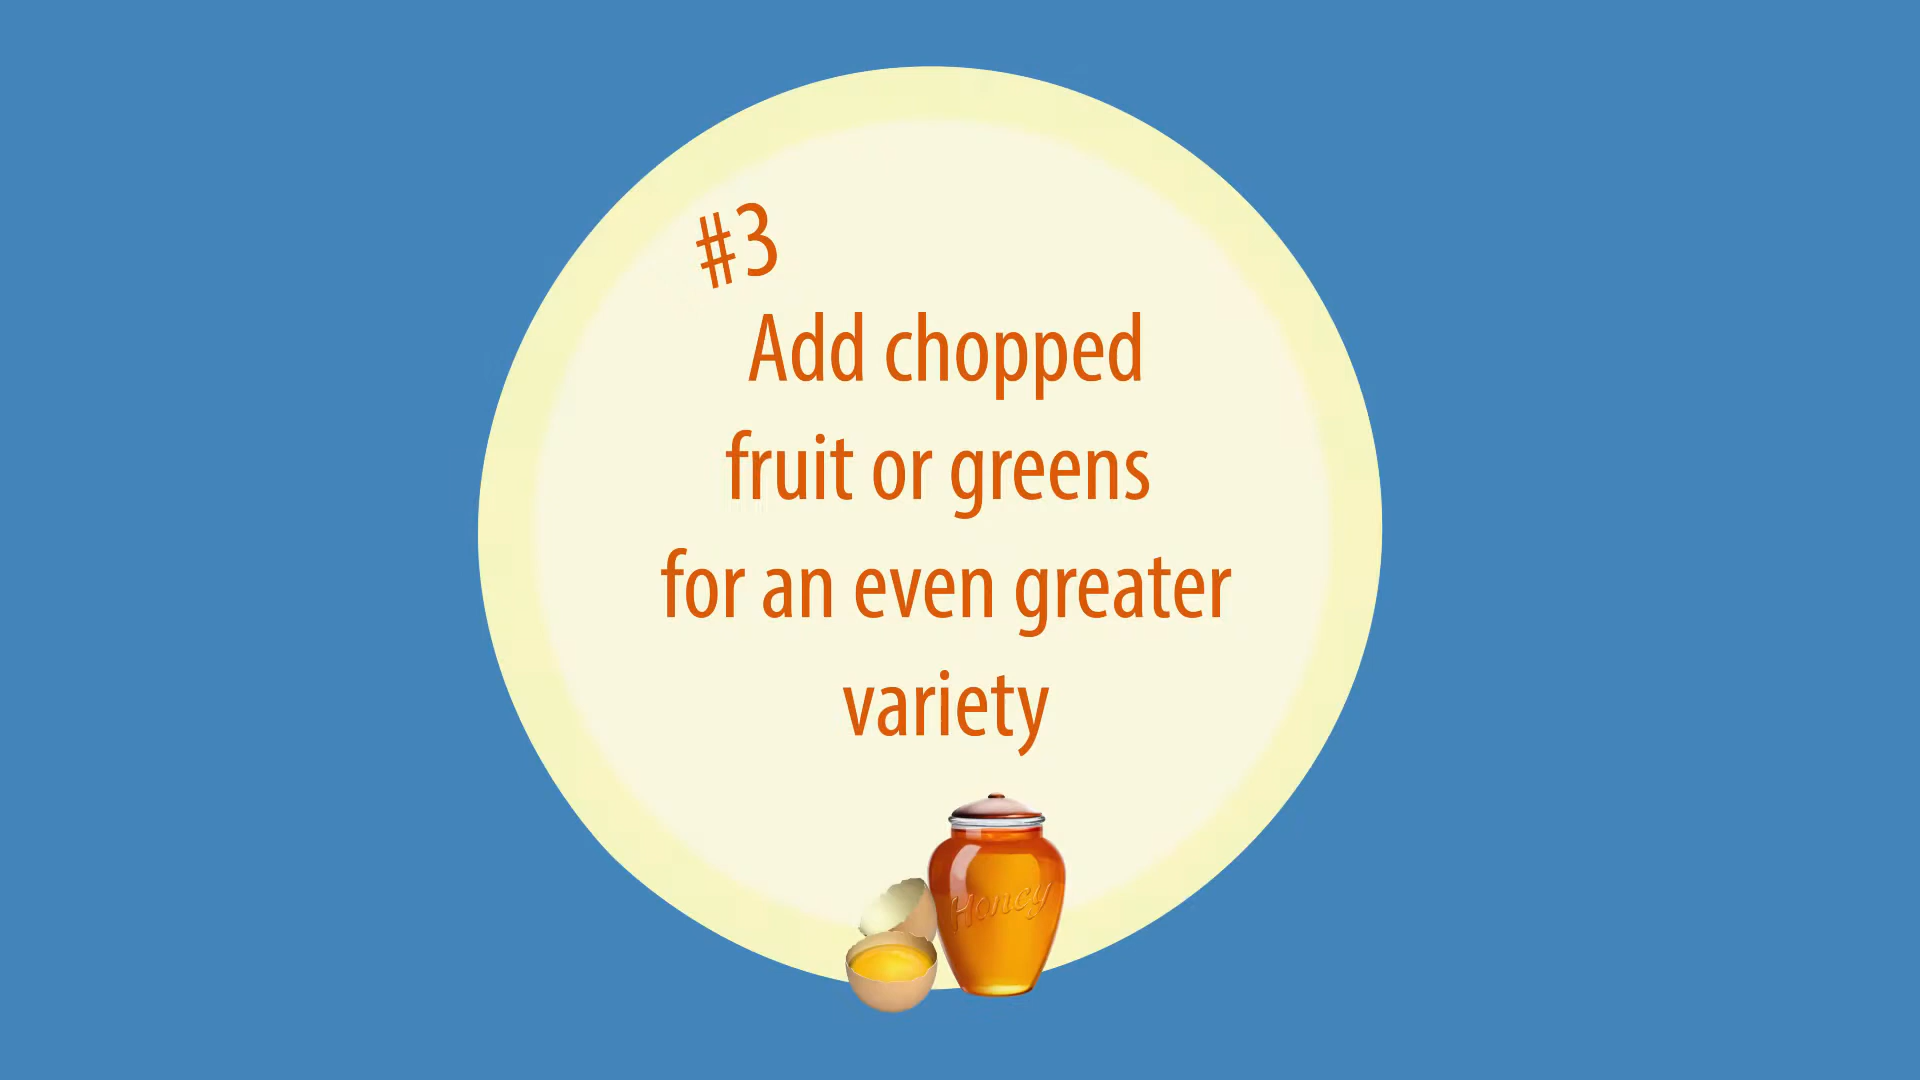 #3
Add chopped
fruit or greens
for an even greater
variety
Honey